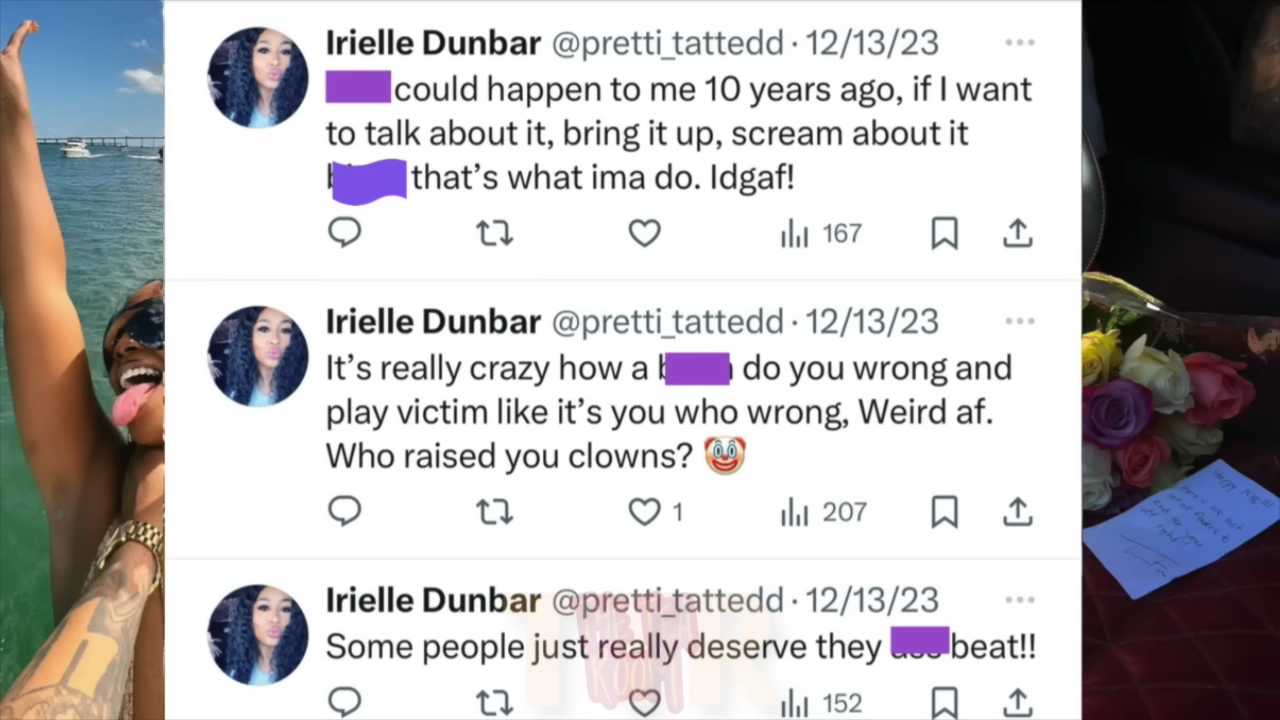 Irielle Dunbar @pretti_tattedd · 12/13/23
could happen to me 10 years ago, if I want
to talk about it, bring it up, scream about it
that's what ima do. Idgaf!
167
Irielle Dunbar @pretti_tattedd · 12/13/23
It's really crazy how a do you wrong and
play victim like it's you who wrong, Weird af.
Who raised you clowns? 🤡
1
207
Irielle Dunbar @pretti_tattedd · 12/13/23
Some people just really deserve they beat!!
152